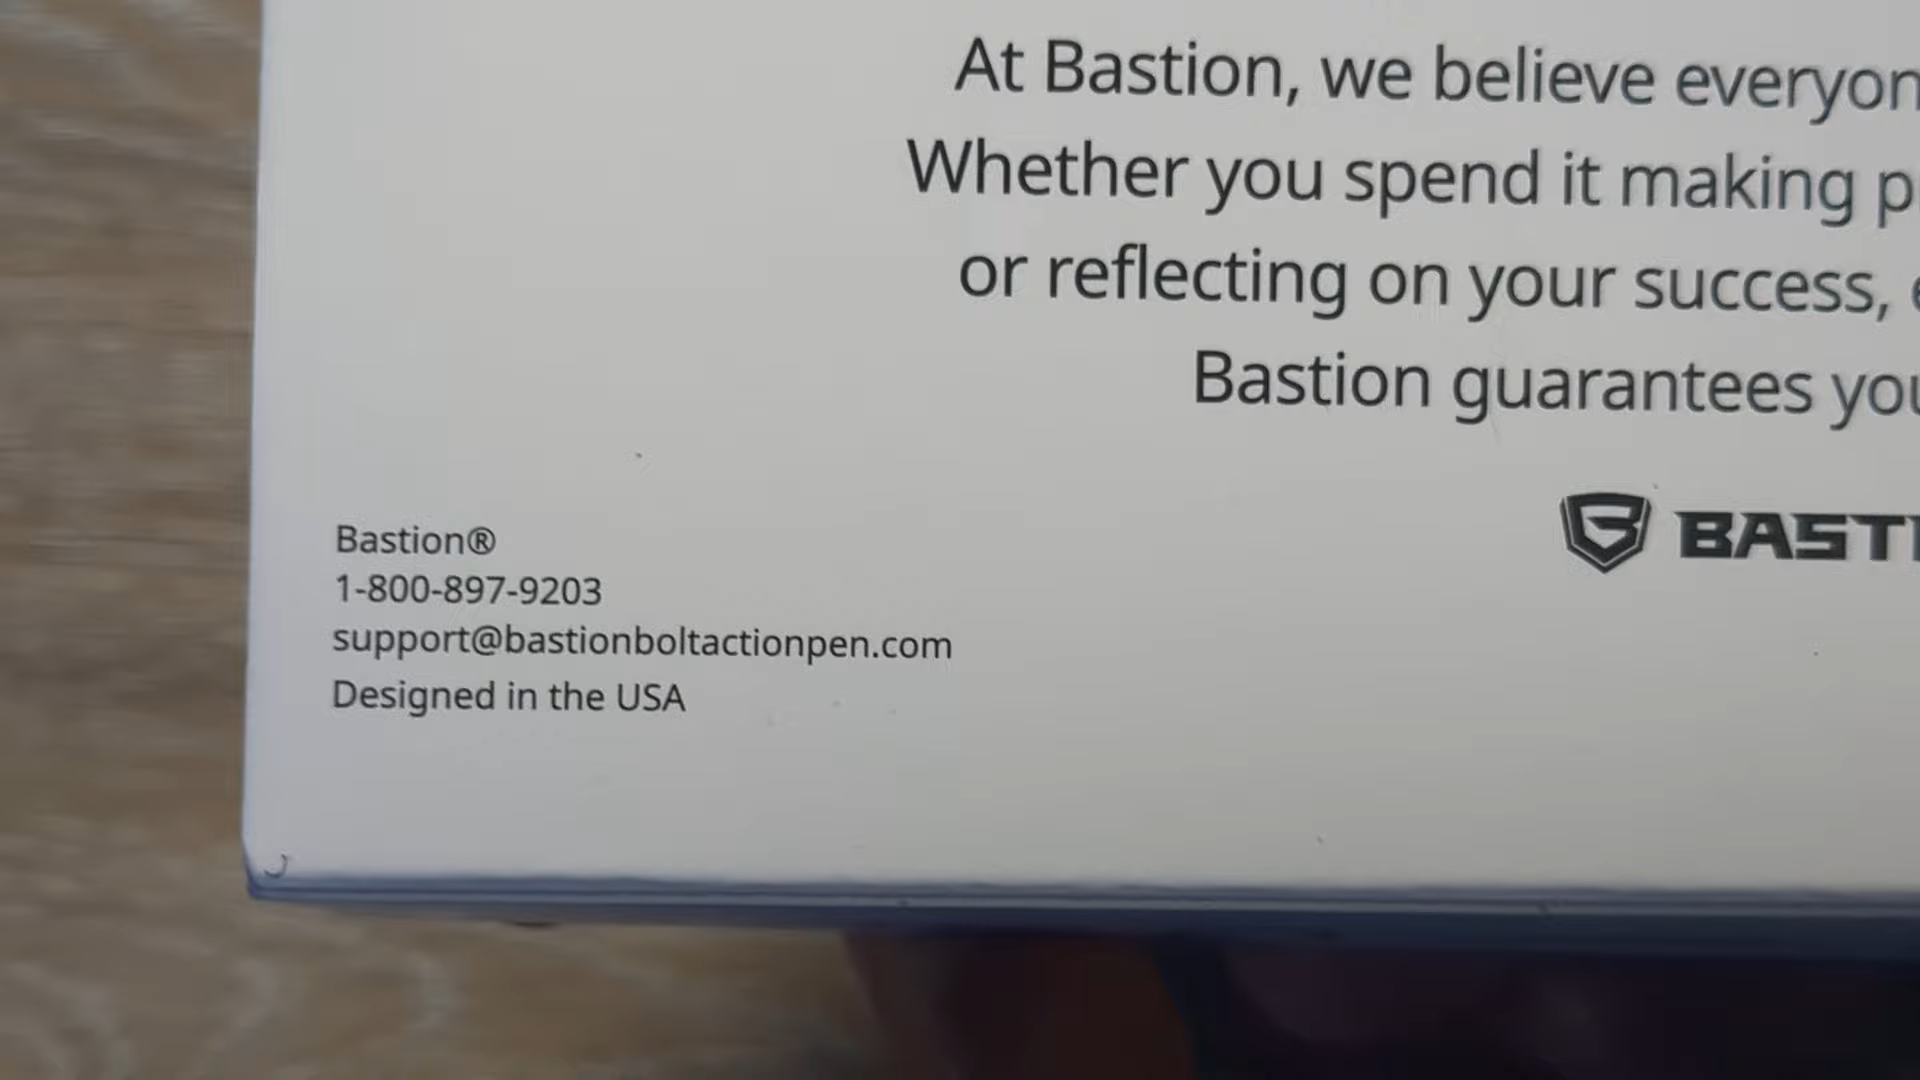 At Bastion, we believe
Whether you spend it making
or reflecting on your success,
Bastion guarantees
Bastion®
1-800-897-9203
support@bastionboltactionpen.com
Designed in the USA